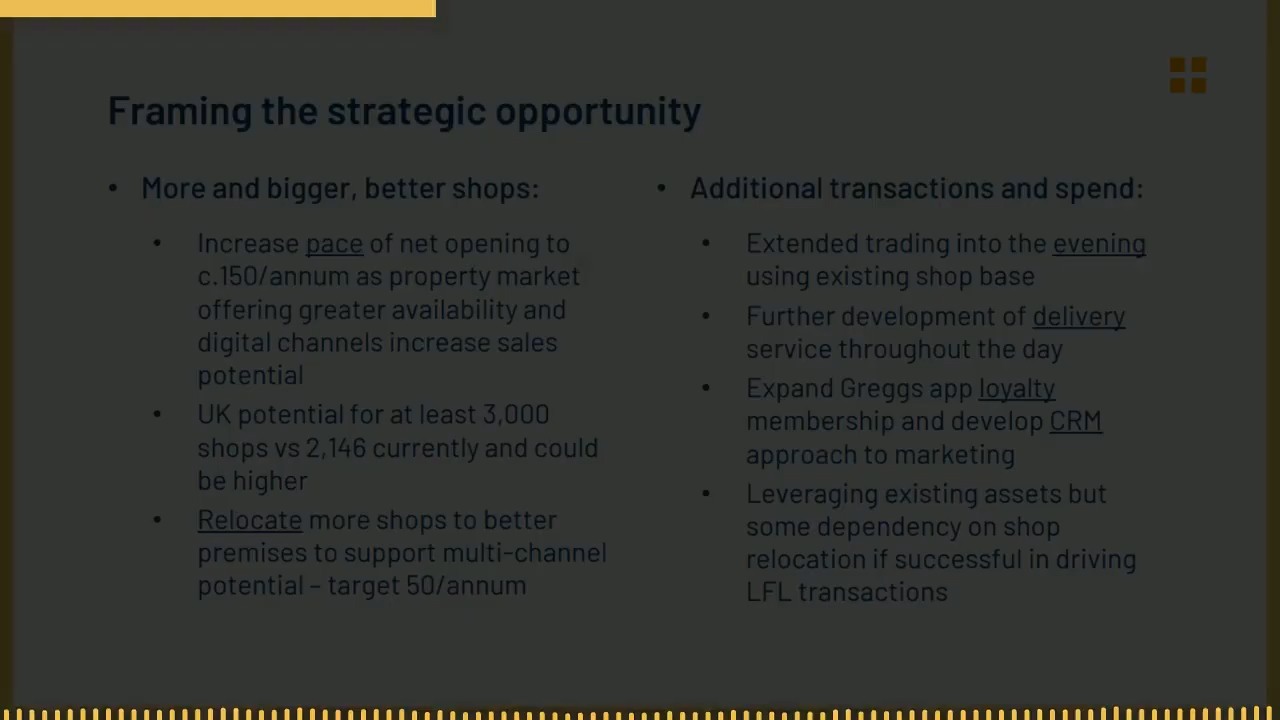 Framing the strategic opportunity
• More and bigger, better shops:
• Increase pace of net opening to
c.150/annum as property market
offering greater availability and
digital channels increase sales
potential
• UK potential for at least 3,000
shops vs 2,146 currently and could
be higher
• Relocate more shops to better
premises to support multi-channel
potential – target 50/annum
• Additional transactions and spend:
• Extended trading into the evening
using existing shop base
• Further development of delivery
service throughout the day
• Expand Greggs app loyalty
membership and develop CRM
approach to marketing
• Leveraging existing assets but
some dependency on shop
relocation if successful in driving
LFL transactions